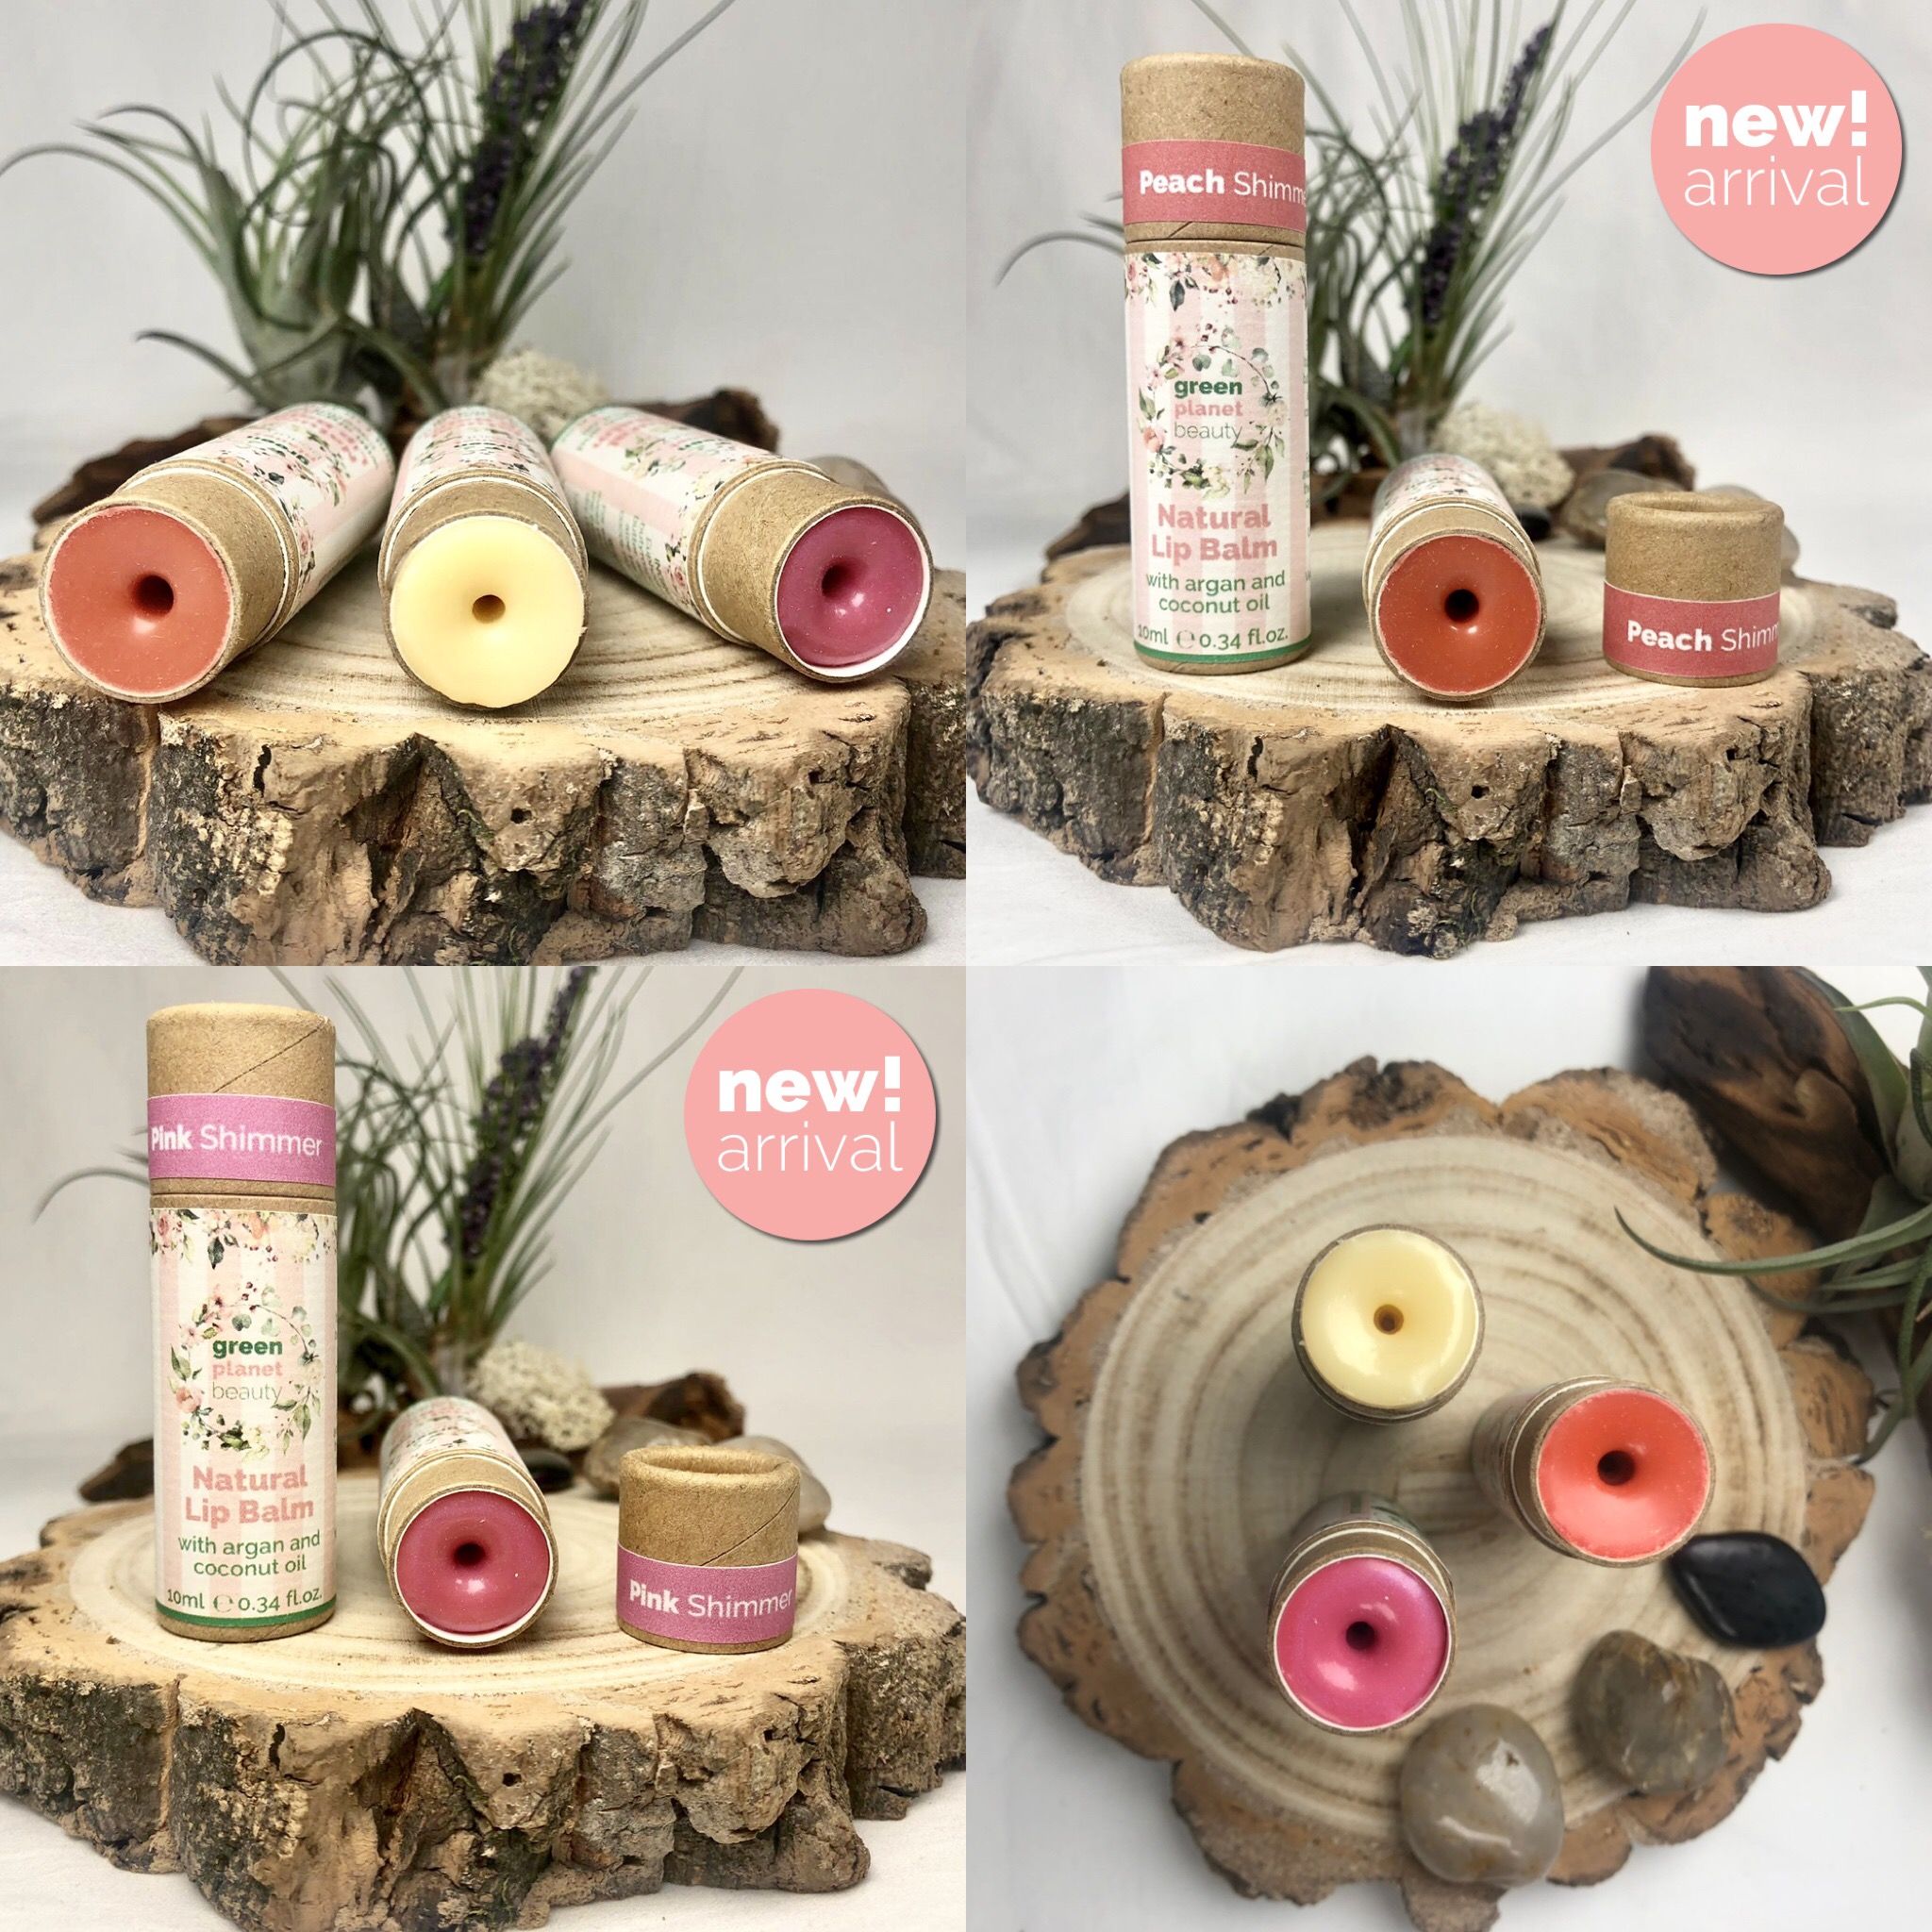 new!
arrival
Peach Shimm
green
planet
beauty
Natural
Lip Balm
with argan and
coconut oil
10ml ℮ 0.34 fl.oz.
Peach Shimm
new!
arrival
Pink Shimmer
green
planet
beauty
Natural
Lip Balm
with argan and
coconut oil
10ml ℮ 0.34 fl.oz.
Pink Shimmer